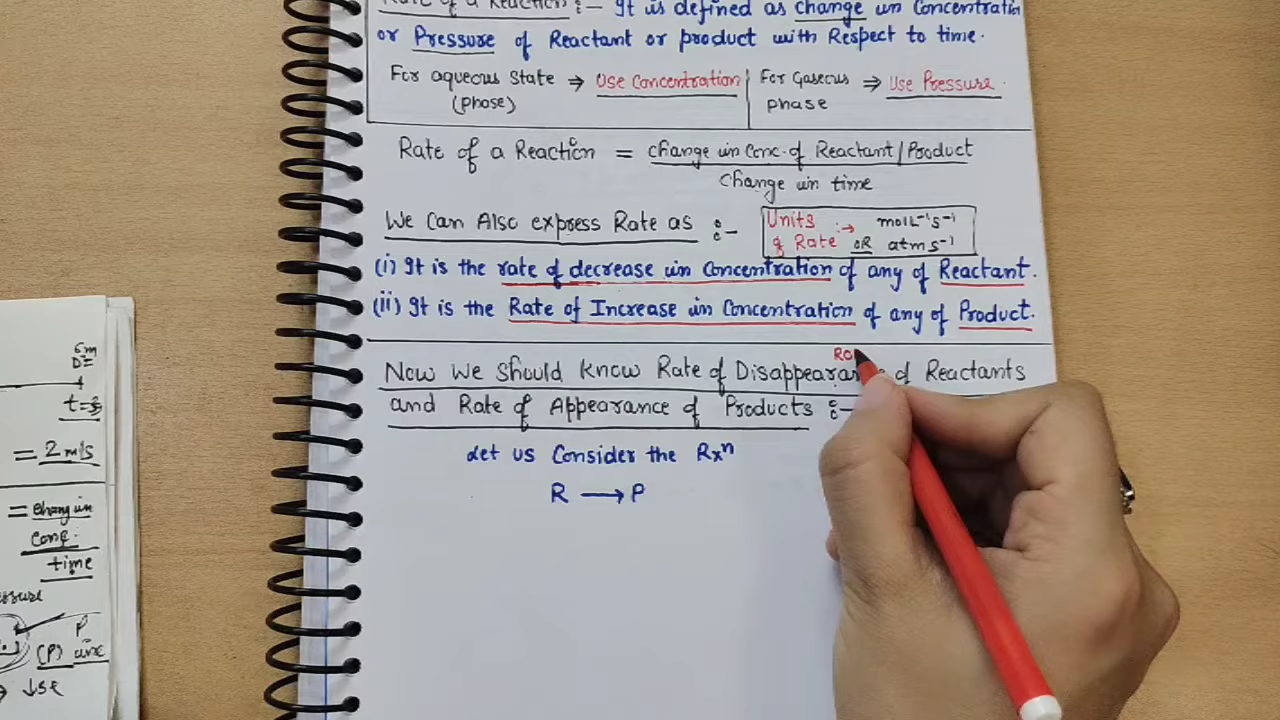 Rate of a Reaction :- It is defined as change in Concentration
or Pressure of Reactant or product with Respect to time.
For aqueous state → Use Concentration
(phase)
For Gaseous ⇒ Use Pressure.
phase
Rate of a Reaction = change in Conc. of Reactant/Product
Change in time
We Can Also express Rate as :-
Units of Rate :→ mol L⁻¹s⁻¹ OR atm s⁻¹
(i) It is the rate of decrease in Concentration of any of Reactant.
(ii) It is the Rate of Increase in Concentration of any of Product.
RO
Now We Should Know Rate of Disappearance of Reactants
and Rate of Appearance of Products :-
Let us Consider the Rxⁿ
R ⟶ P
= 2 m/s
conc.
time
P
(P)